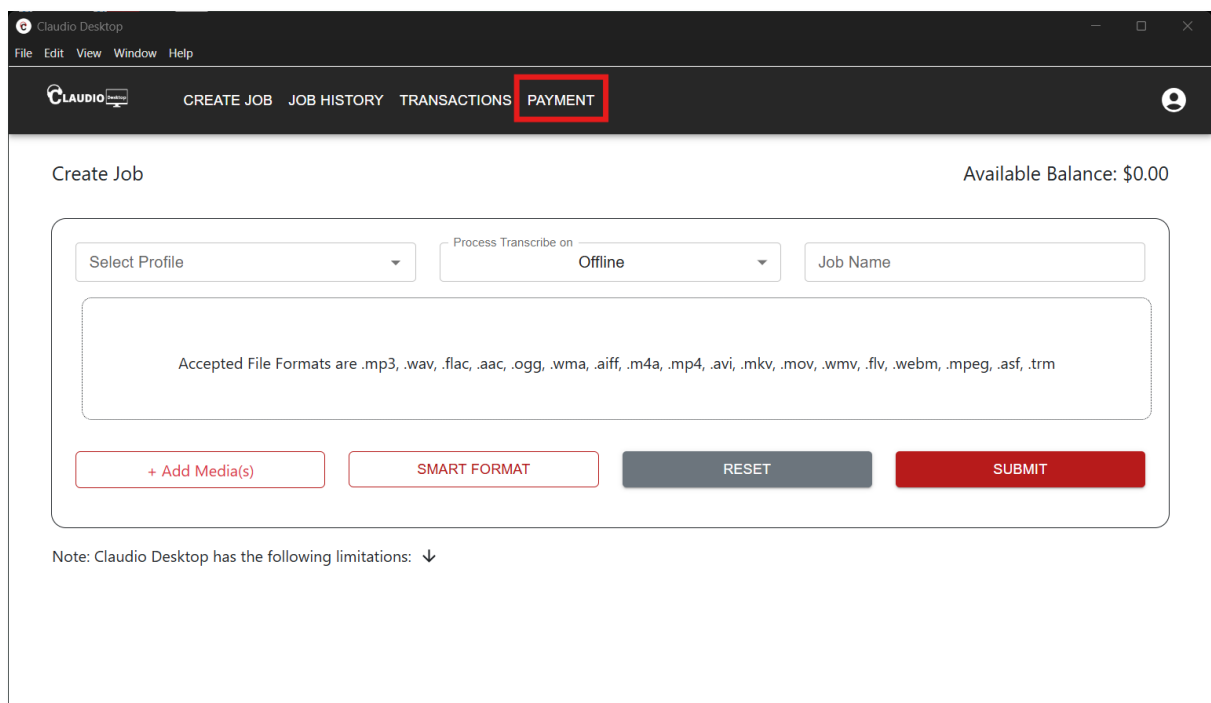 Claudio Desktop
File Edit View Window Help
CLAUDIO Desktop CREATE JOB JOB HISTORY TRANSACTIONS PAYMENT
Create Job Available Balance: $0.00
Process Transcribe on
Select Profile Offline Job Name
Accepted File Formats are .mp3, .wav, .flac, .aac, .ogg, .wma, .aiff, .m4a, .mp4, .avi, .mkv, .mov, .wmv, .flv, .webm, .mpeg, .asf, .trm
+ Add Media(s) SMART FORMAT RESET SUBMIT
Note: Claudio Desktop has the following limitations: